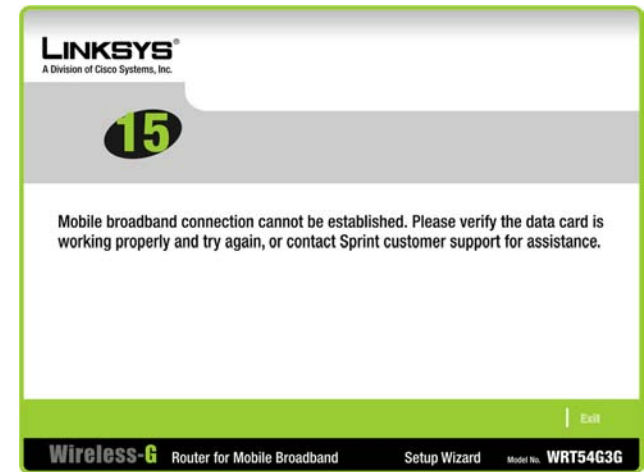 LINKSYS®
A Division of Cisco Systems, Inc.
15
Mobile broadband connection cannot be established. Please verify the data card is
working properly and try again, or contact Sprint customer support for assistance.
Exit
Wireless-G Router for Mobile Broadband Setup Wizard Model No. WRT54G3G